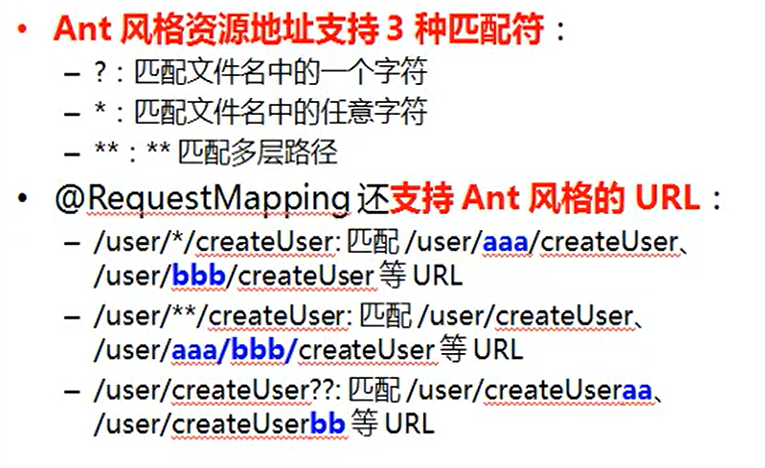 • Ant 风格资源地址支持 3 种匹配符：
– ?：匹配文件名中的一个字符
– *：匹配文件名中的任意字符
– **：** 匹配多层路径
• @RequestMapping 还支持 Ant 风格的 URL：
– /user/*/createUser: 匹配 /user/aaa/createUser、
/user/bbb/createUser 等 URL
– /user/**/createUser: 匹配 /user/createUser、
/user/aaa/bbb/createUser 等 URL
– /user/createUser??: 匹配 /user/createUseraa、
/user/createUserbb 等 URL